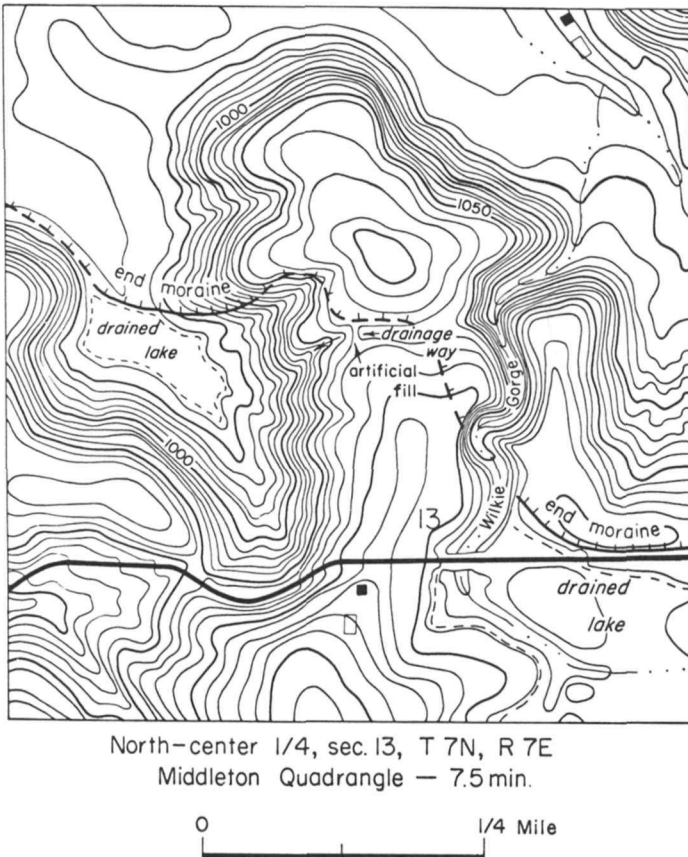 1000
1050
end moraine
drained
lake
drainage
way
artificial
fill
Gorge
Wilkie
1000
13
end moraine
drained
lake
North-center 1/4, sec. 13, T 7N, R 7E
Middleton Quadrangle — 7.5 min.
0 1/4 Mile